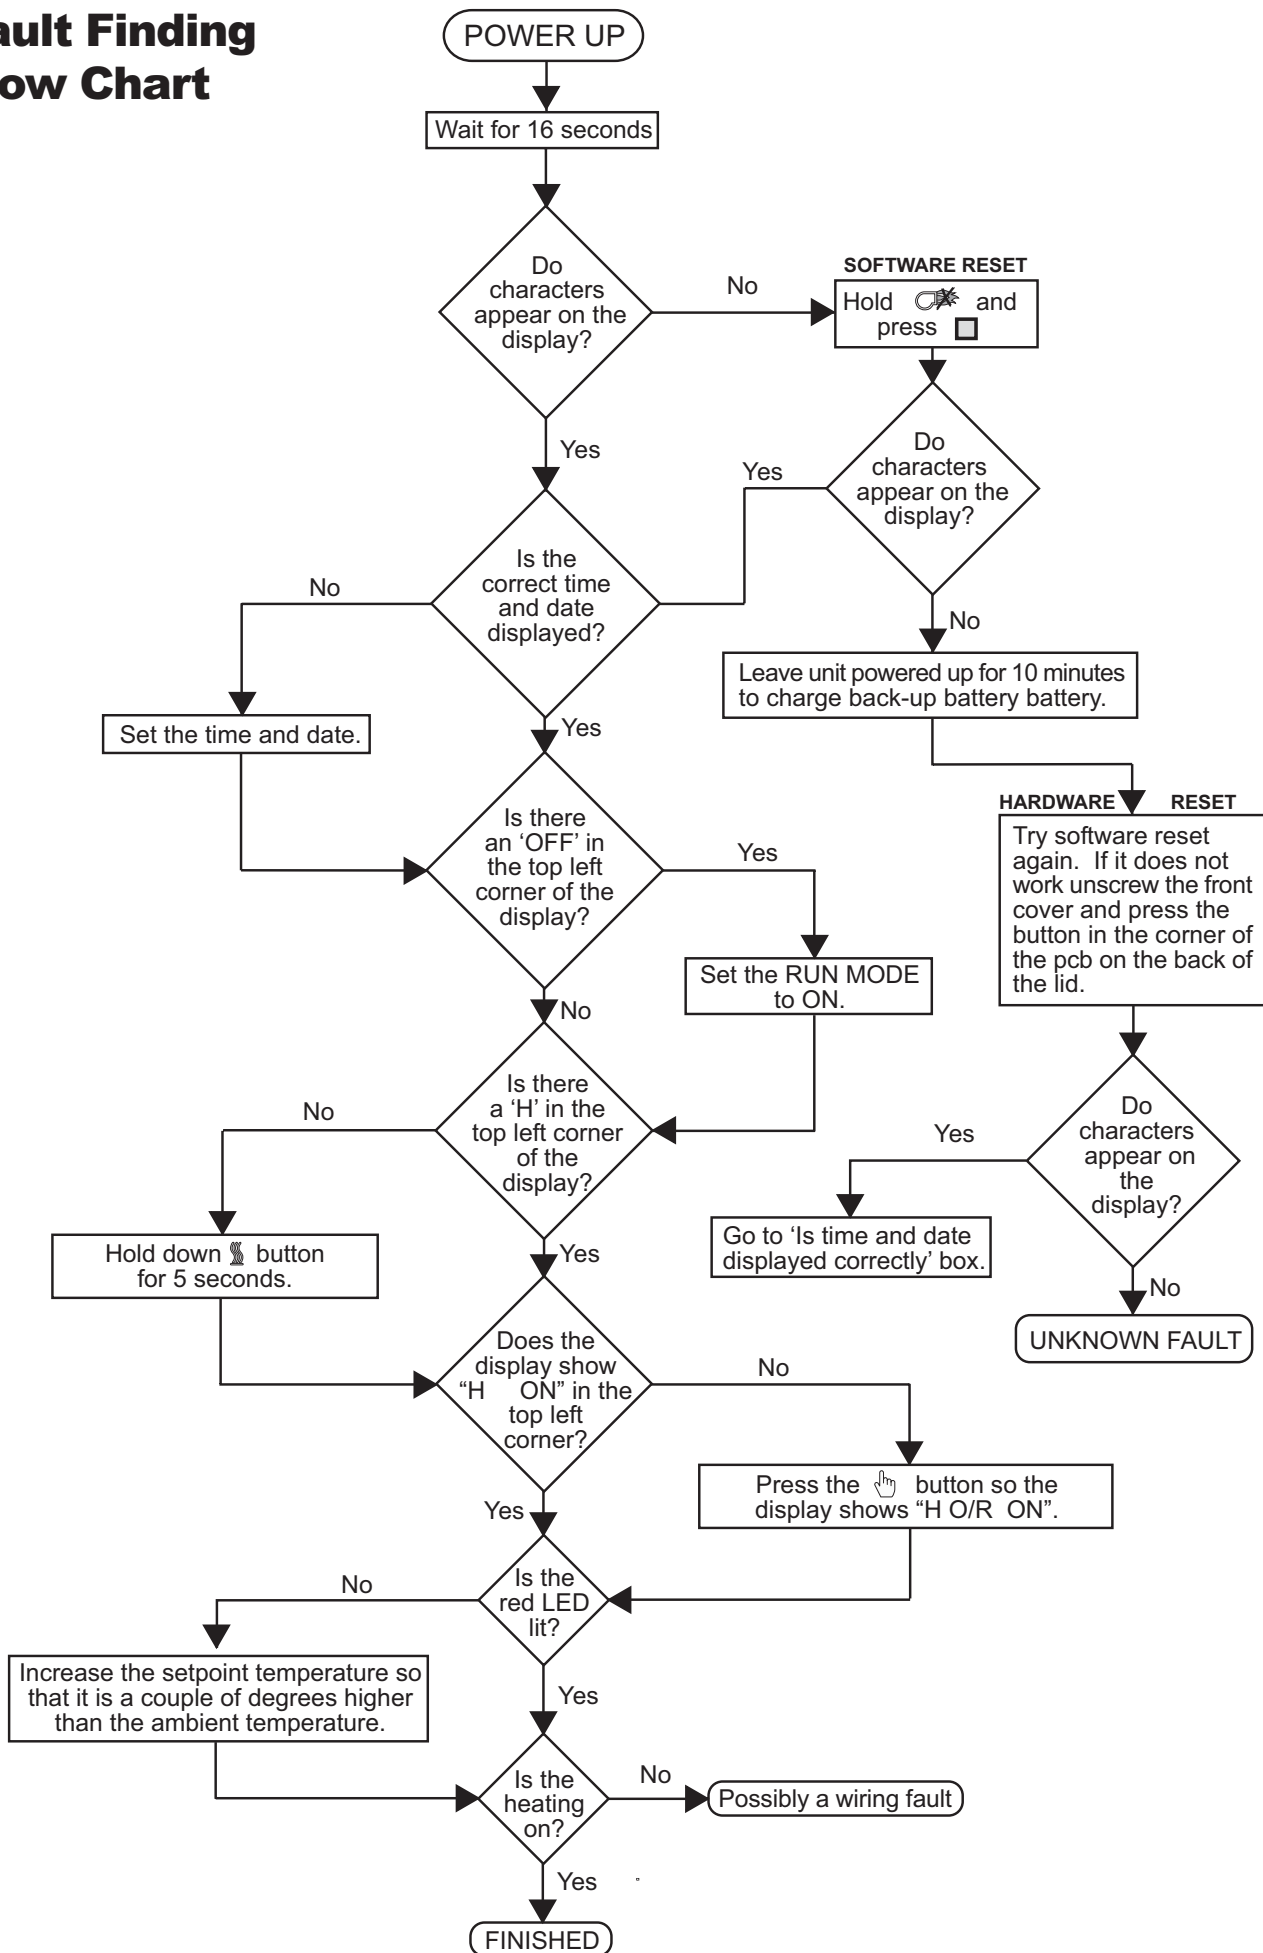 ault Finding
ow Chart
POWER UP
Wait for 16 seconds
Do
characters
appear on the
display?
No
SOFTWARE RESET
Hold and
press
Yes
Do
characters
appear on the
display?
Yes
Is the
correct time
and date
displayed?
No
No
Leave unit powered up for 10 minutes
to charge back-up battery battery.
Set the time and date.
Yes
HARDWARE RESET
Try software reset
again. If it does not
work unscrew the front
cover and press the
button in the corner of
the pcb on the back of
the lid.
Is there
an ‘OFF’ in
the top left
corner of the
display?
Yes
Set the RUN MODE
to ON.
No
Is there
a ‘H’ in the
top left corner
of the
display?
No
Do
characters
appear on
the
display?
Yes
Go to ‘Is time and date
displayed correctly’ box.
No
UNKNOWN FAULT
Hold down button
for 5 seconds.
Yes
Does the
display show
“H ON” in the
top left
corner?
No
Press the button so the
display shows “H O/R ON”.
Yes
Is the
red LED
lit?
No
Increase the setpoint temperature so
that it is a couple of degrees higher
than the ambient temperature.
Yes
Is the
heating
on?
No
Possibly a wiring fault
Yes
FINISHED